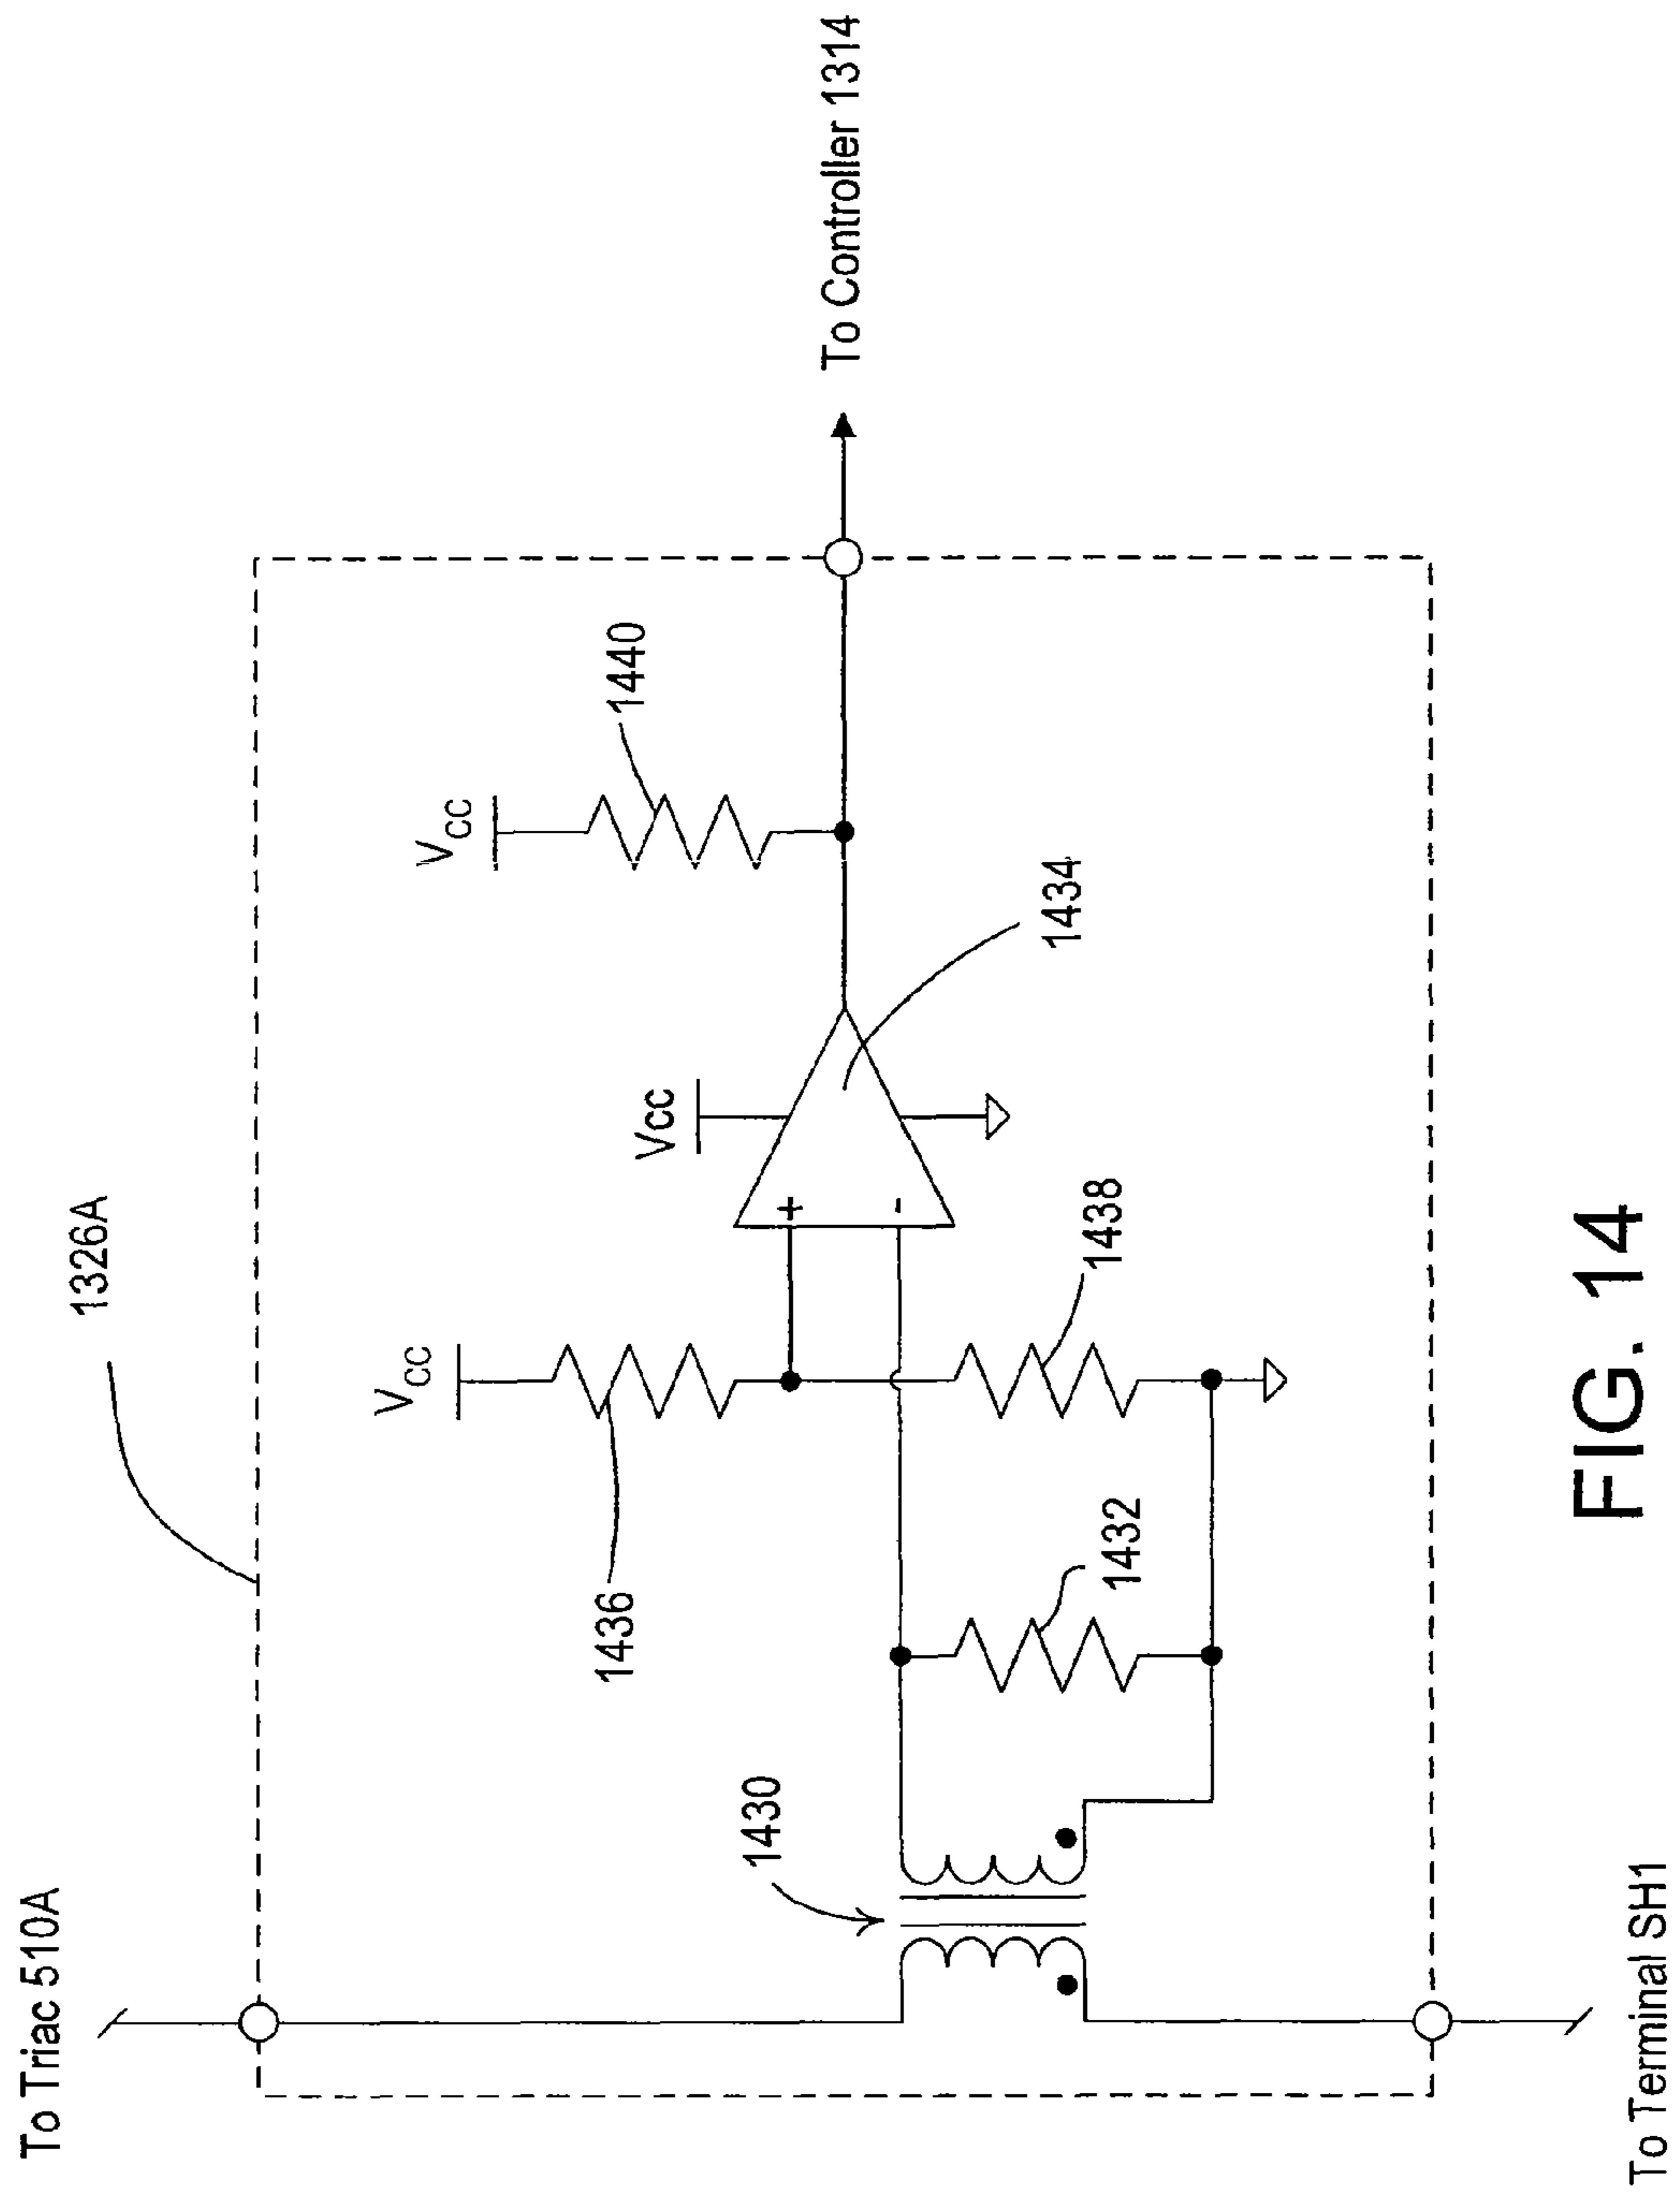 To Triac 510A
1326A
VCC
VCC
1436
1440
Vcc
To Controller 1314
1430
+
-
1434
1432
1438
To Terminal SH1
FIG. 14